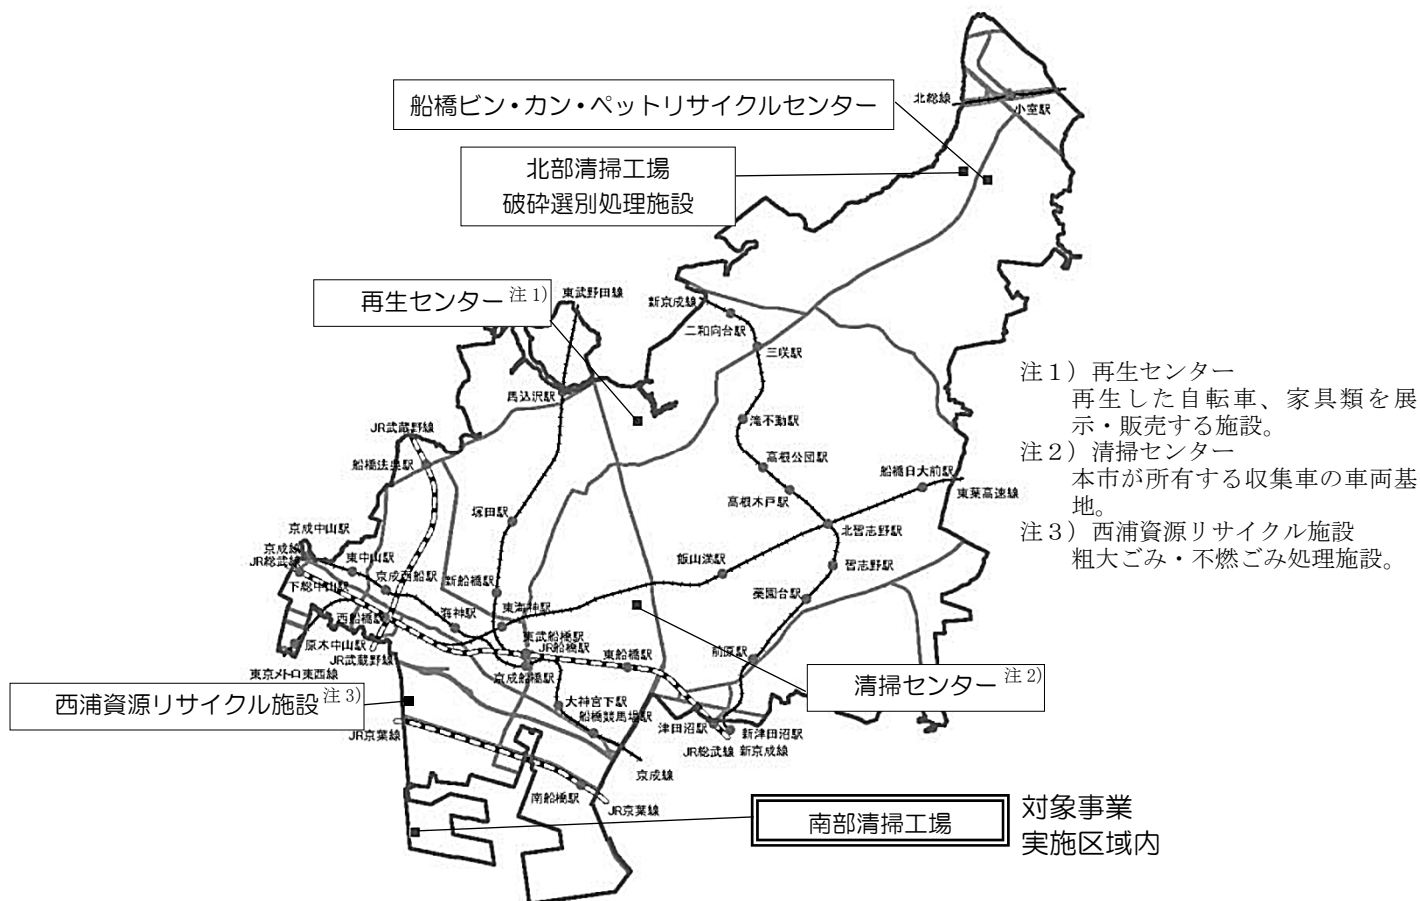 船橋ビン・カン・ペットリサイクルセンター
北総線
小室駅
北部清掃工場
破砕選別処理施設
再生センター注1)
東武野田線
新京成線
二和向台駅
三咲駅
馬込沢駅
滝不動駅
JR武蔵野線
船橋法典駅
高根公団駅
高根木戸駅
船橋日大前駅
東葉高速線
塚田駅
北習志野駅
京成中山駅
京成線
JR総武線
東中山駅
下総中山駅
京成西船駅
新船橋駅
飯山満駅
習志野駅
薬園台駅
西船橋駅
海神駅
東海神駅
原木中山駅
JR武蔵野線
東京メトロ東西線
東武船橋駅
JR船橋駅
東船橋駅
前原駅
京成船橋駅
西浦資源リサイクル施設注3)
清掃センター注2)
大神宮下駅
船橋競馬場駅
JR京葉線
津田沼駅
新津田沼駅
JR総武線
新京成線
京成線
南船橋駅
JR京葉線
南部清掃工場
対象事業
実施区域内
注1）再生センター
再生した自転車、家具類を展
示・販売する施設。
注2）清掃センター
本市が所有する収集車の車両基
地。
注3）西浦資源リサイクル施設
粗大ごみ・不燃ごみ処理施設。